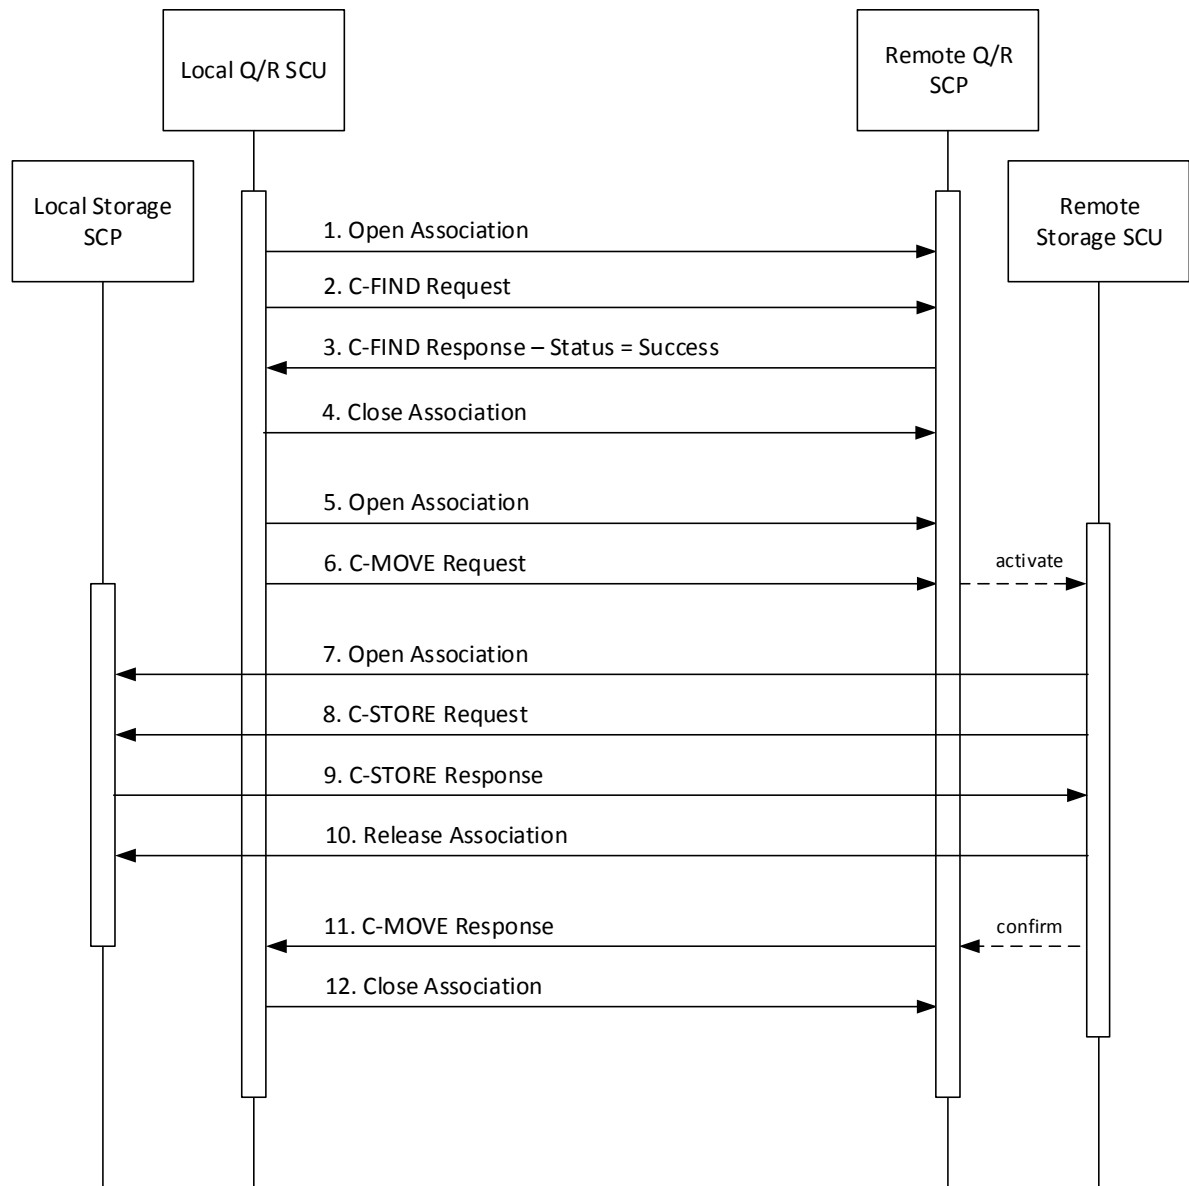 Local Q/R SCU
Remote Q/R
SCP
Local Storage
SCP
Remote
Storage SCU
1. Open Association
2. C-FIND Request
3. C-FIND Response – Status = Success
4. Close Association
5. Open Association
6. C-MOVE Request
activate
7. Open Association
8. C-STORE Request
9. C-STORE Response
10. Release Association
11. C-MOVE Response
confirm
12. Close Association